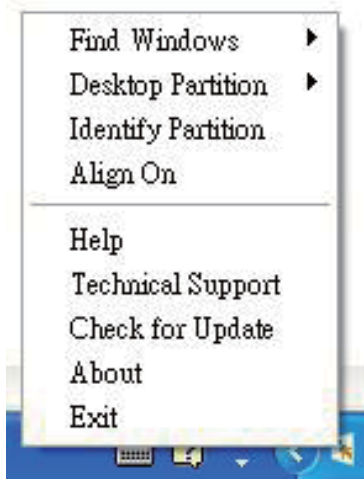 Find Windows
Desktop Partition
Identify Partition
Align On
Help
Technical Support
Check for Update
About
Exit